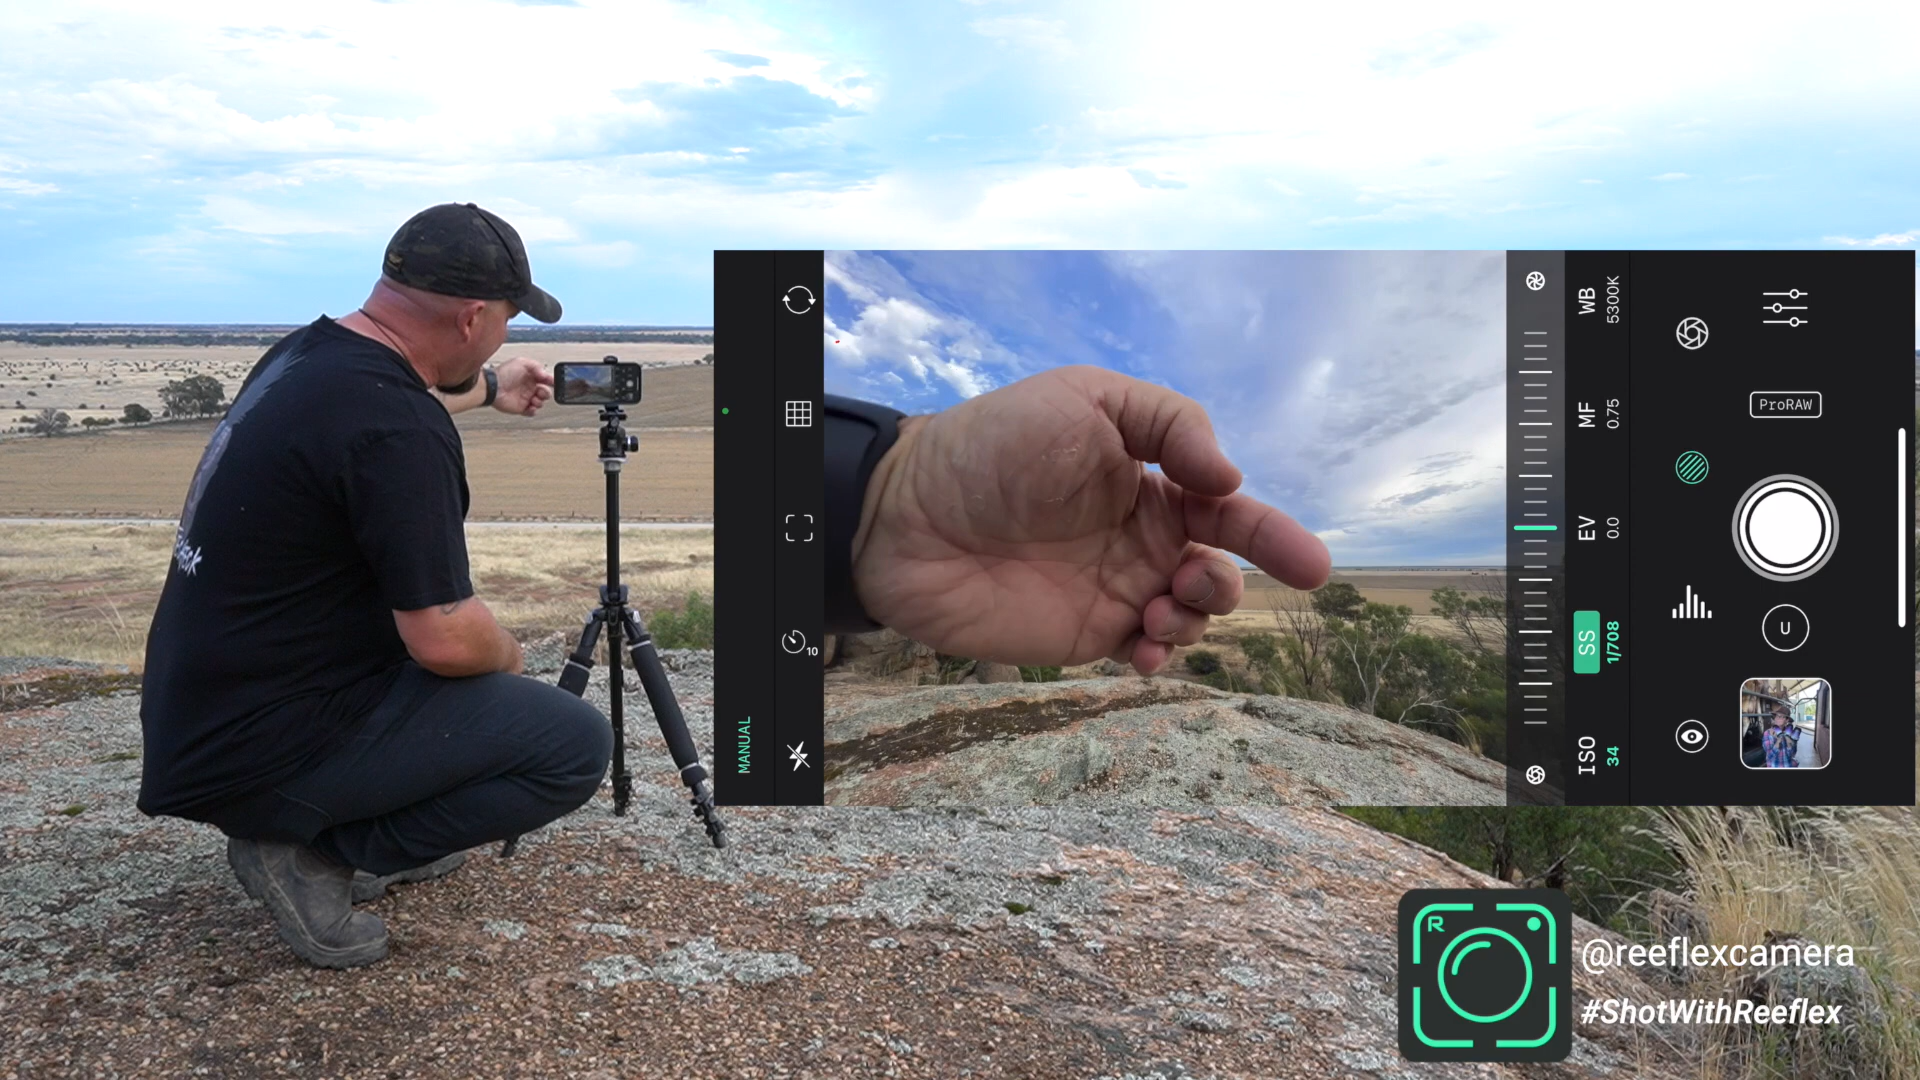 MANUAL
10
WB
5300K
MF
0.75
EV
0.0
SS
1/708
ISO
34
ProRAW
U
R
@reeflexcamera
#ShotWithReeflex